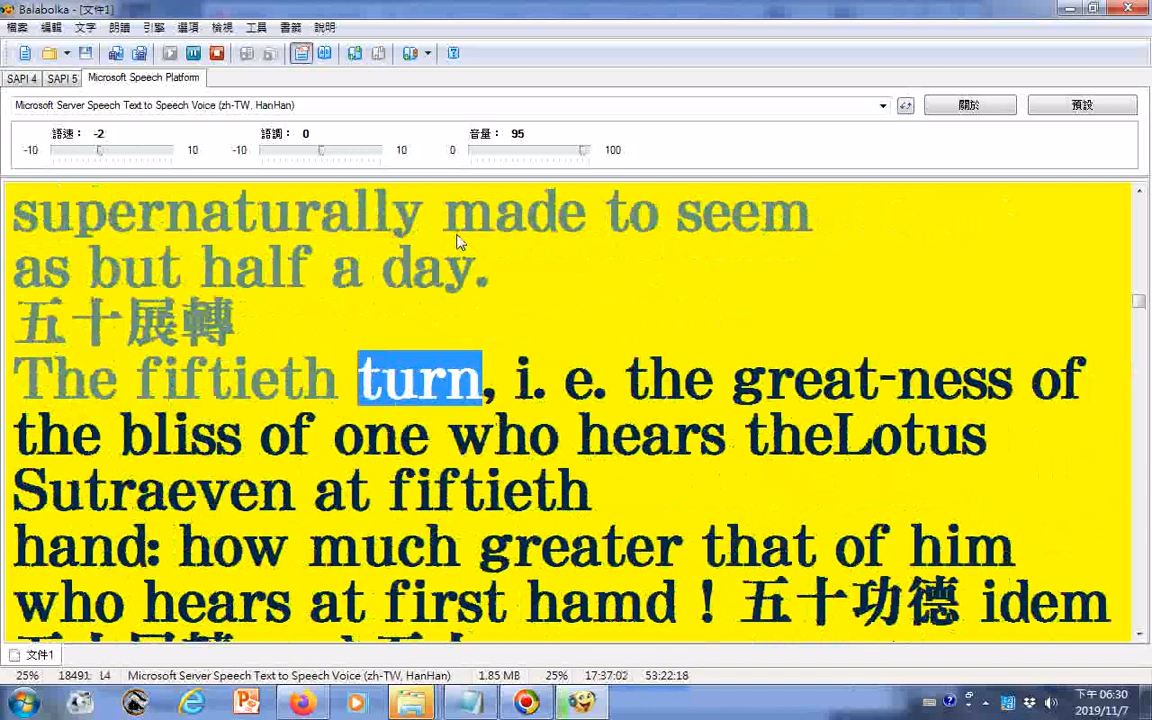 Balabolka - [文件1]
檔案 編輯 文字 朗讀 引擎 選項 檢視 工具 書籤 說明
SAPI 4 SAPI 5 Microsoft Speech Platform
Microsoft Server Speech Text to Speech Voice (zh-TW, HanHan)
關於 預設
語速： -2 語調： 0 音量： 95
-10 10 -10 10 0 100
supernaturally made to seem
as but half a day.
五十展轉
The fiftieth turn, i. e. the great-ness of
the bliss of one who hears theLotus
Sutraeven at fiftieth
hand: how much greater that of him
who hears at first hamd！五十功德 idem
文件1
25% 18491: L4 Microsoft Server Speech Text to Speech Voice (zh-TW, HanHan) 1.85 MB 25% 17:37:02 53:22:18
下午 06:30
2019/11/7